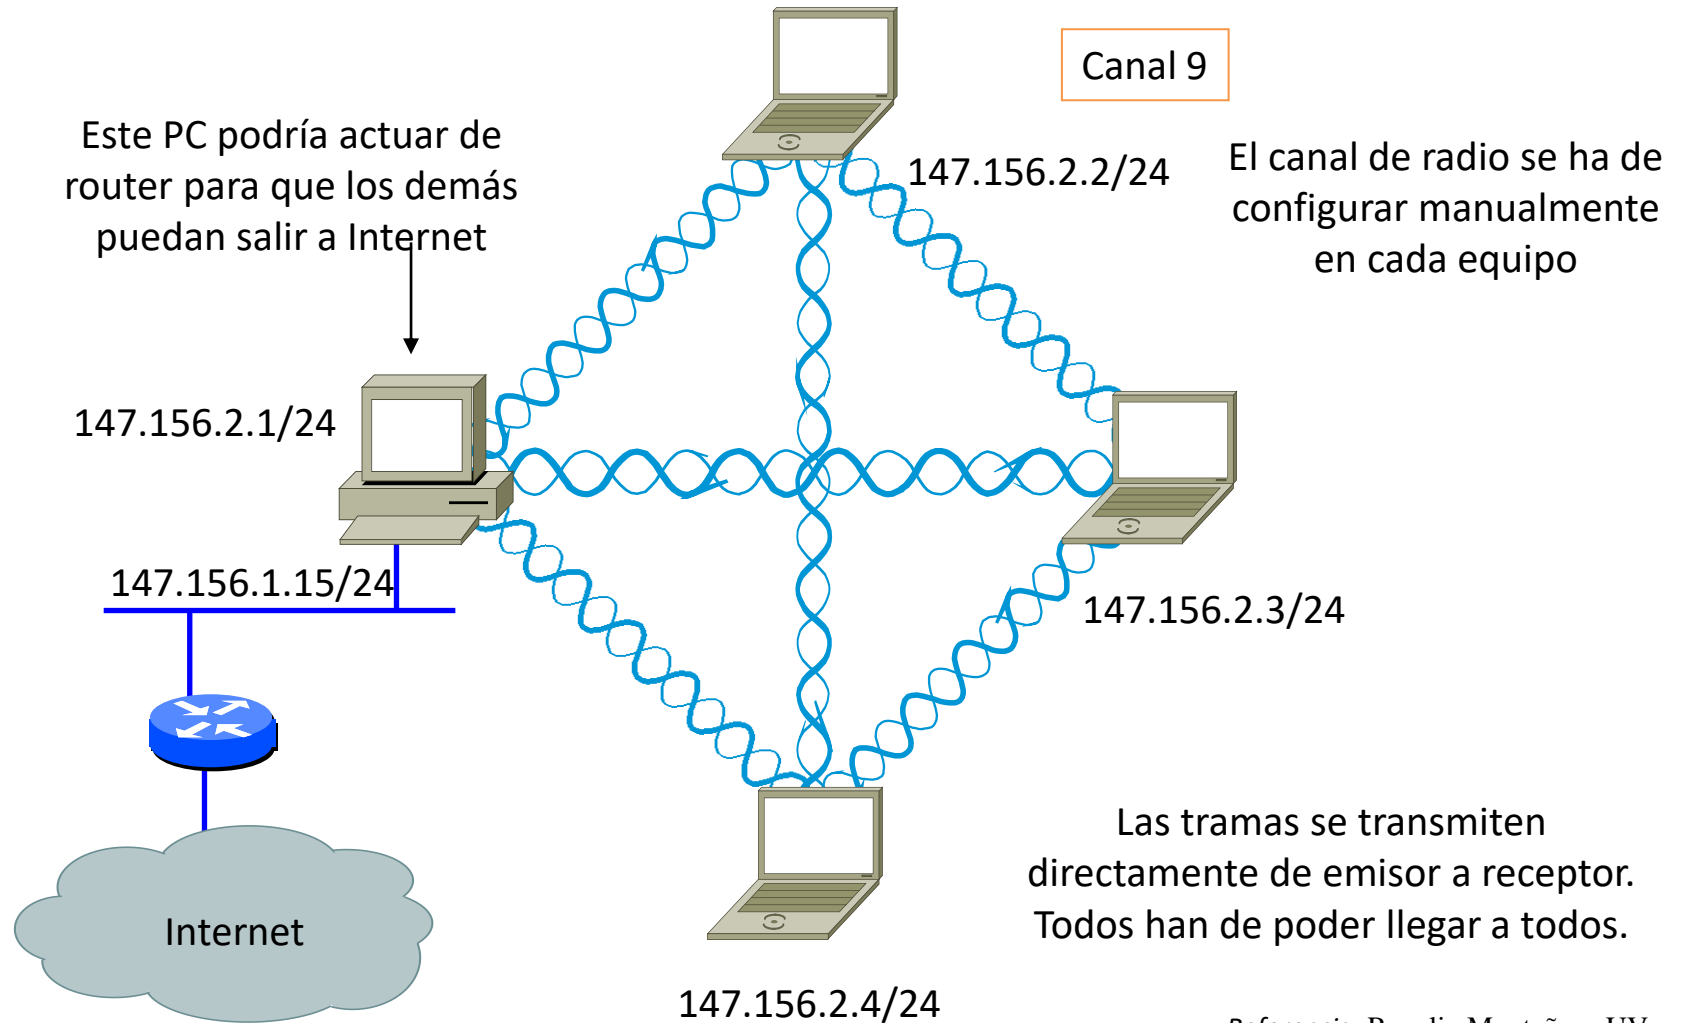 Canal 9
Este PC podría actuar de
router para que los demás
puedan salir a Internet
147.156.2.2/24
El canal de radio se ha de
configurar manualmente
en cada equipo
147.156.2.1/24
147.156.1.15/24
147.156.2.3/24
Internet
Las tramas se transmiten
directamente de emisor a receptor.
Todos han de poder llegar a todos.
147.156.2.4/24